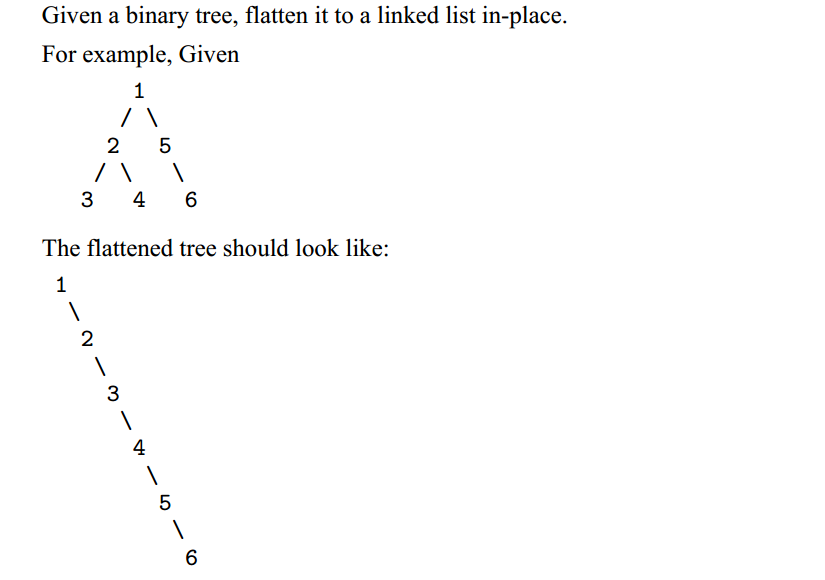 Given a binary tree, flatten it to a linked list in-place.
For example, Given
1
/ \
2 5
/ \ \
3 4 6
The flattened tree should look like:
1
\
2
\
3
\
4
\
5
\
6